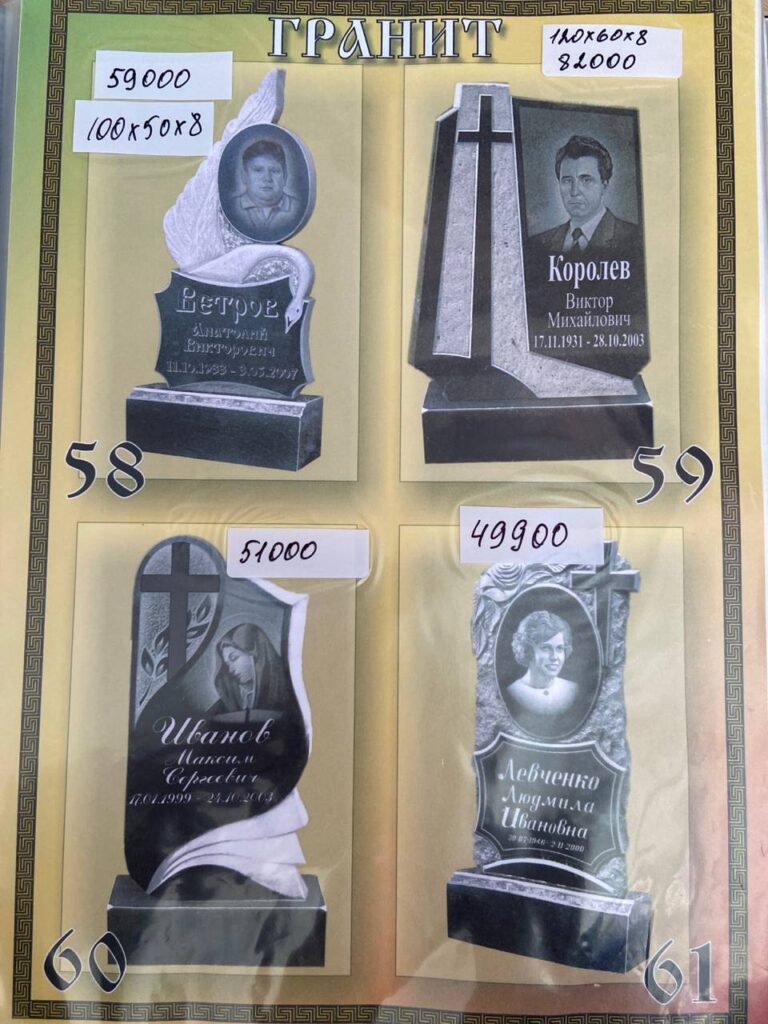 ГРАНИТ
59000
100х50х8
Ветров
Анатолий
Викторович
58
120х60х8
82000
Королев
Виктор
Михайлович
17.11.1931 - 28.10.2003
59
51000
Иванов
Максим
Сергеевич
17.01.1999 - 24.10.2003
60
49900
Левченко
Людмила
Ивановна
61